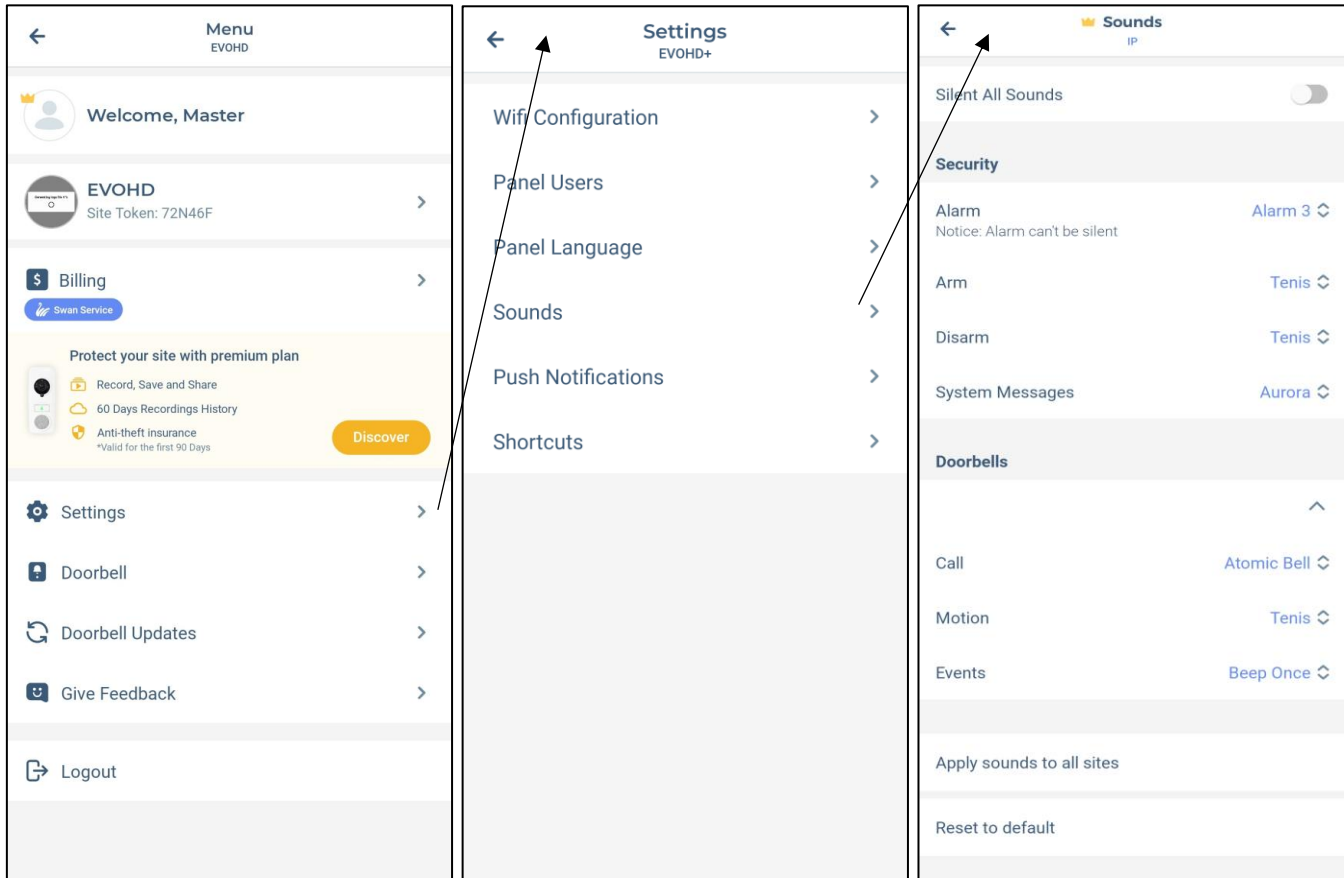 Menu
EVOHD
Welcome, Master
EVOHD
Site Token: 72N46F
$ Billing
Swan Service
Protect your site with premium plan
Record, Save and Share
60 Days Recordings History
Anti-theft insurance
*Valid for the first 90 Days
Discover
Settings
Doorbell
Doorbell Updates
Give Feedback
Logout
Settings
EVOHD+
Wifi Configuration
Panel Users
Panel Language
Sounds
Push Notifications
Shortcuts
Sounds
IP
Silent All Sounds
Security
Alarm Alarm 3
Notice: Alarm can't be silent
Arm Tenis
Disarm Tenis
System Messages Aurora
Doorbells
Call Atomic Bell
Motion Tenis
Events Beep Once
Apply sounds to all sites
Reset to default